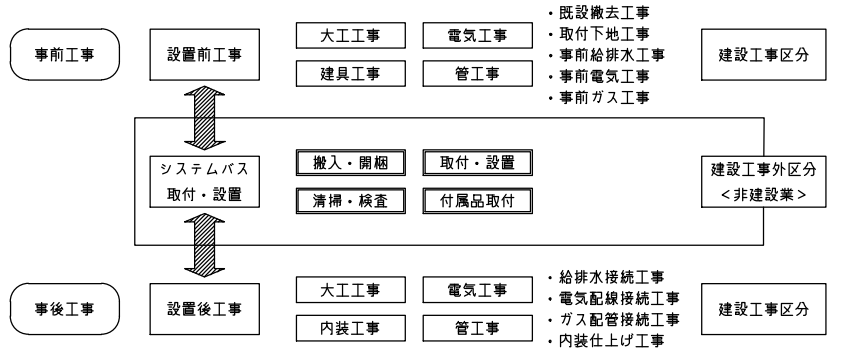 事前工事
設置前工事
大工工事
電気工事
建具工事
管工事
・既設撤去工事
・取付下地工事
・事前給排水工事
・事前電気工事
・事前ガス工事
建設工事区分
システムバス
取付・設置
搬入・開梱
取付・設置
清掃・検査
付属品取付
建設工事外区分
＜非建設業＞
事後工事
設置後工事
大工工事
電気工事
内装工事
管工事
・給排水接続工事
・電気配線接続工事
・ガス配管接続工事
・内装仕上げ工事
建設工事区分